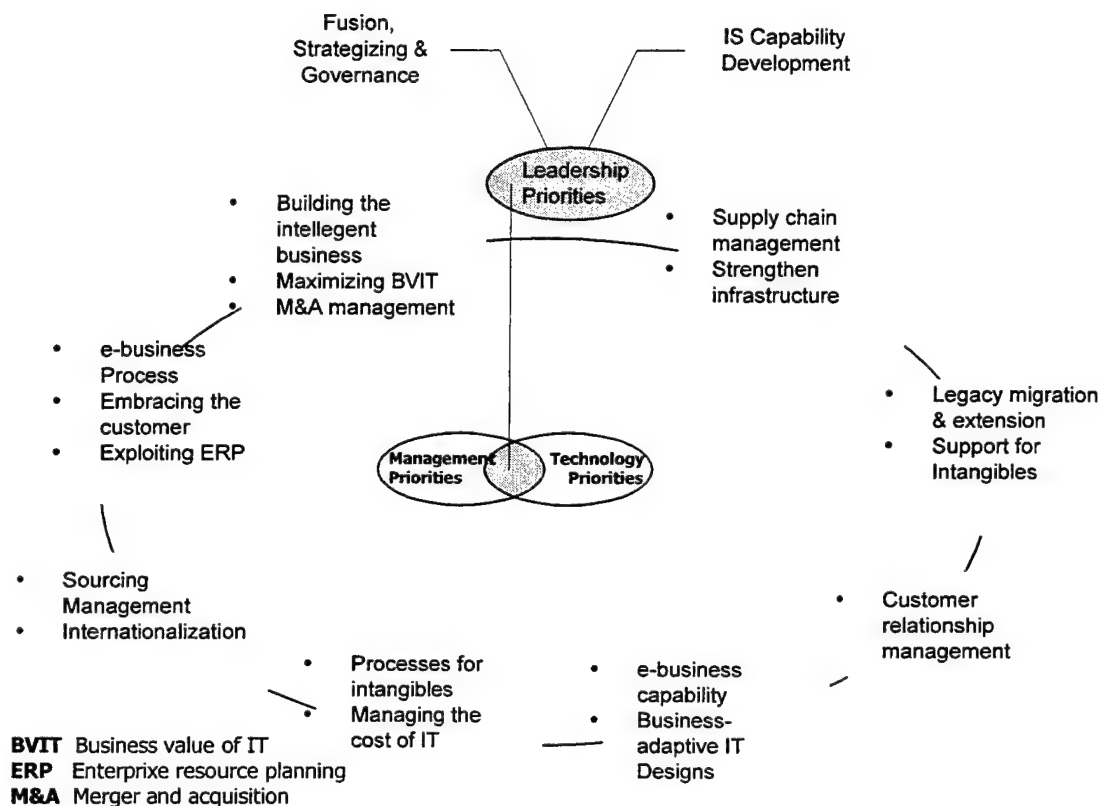 Fusion,
Strategizing &
Governance
IS Capability
Development
Leadership
Priorities
• Building the
intellegent
business
• Maximizing BVIT
• M&A management
• Supply chain
management
• Strengthen
infrastructure
• e-business
Process
• Embracing the
customer
• Exploiting ERP
• Legacy migration
& extension
• Support for
Intangibles
Management
Priorities
Technology
Priorities
• Sourcing
Management
• Internationalization
• Customer
relationship
management
• Processes for
intangibles
• Managing the
cost of IT
• e-business
capability
• Business-
adaptive IT
Designs
BVIT Business value of IT
ERP Enterprixe resource planning
M&A Merger and acquisition